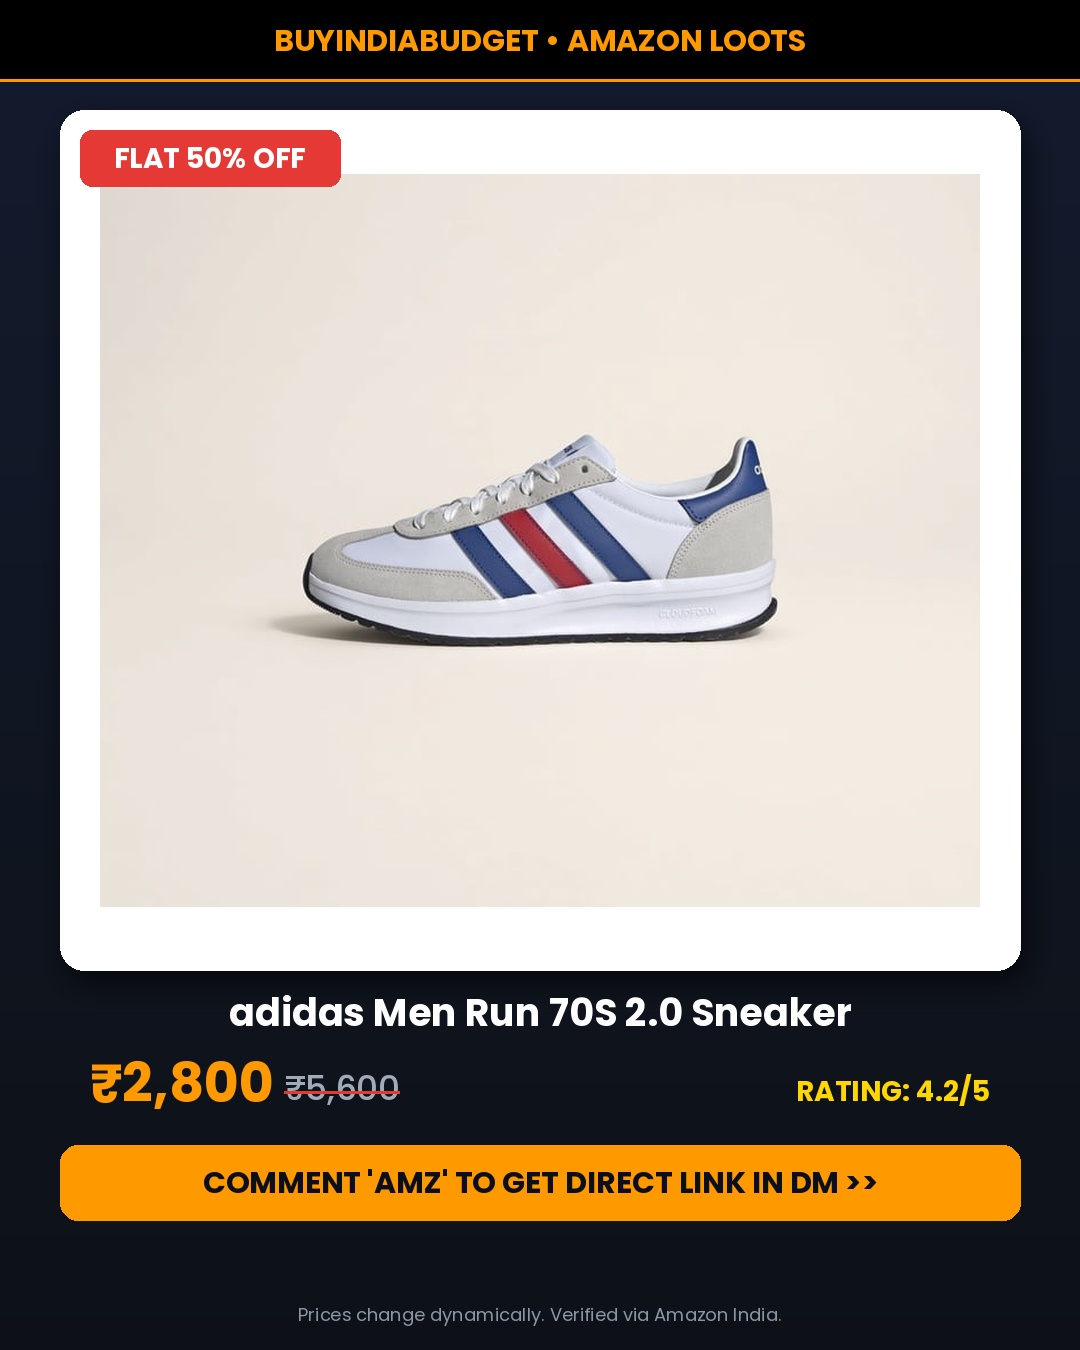 BUYINDIABUDGET • AMAZON LOOTS
FLAT 50% OFF
CLOUDFOAM
adidas Men Run 70S 2.0 Sneaker
₹2,800 ₹5,600
RATING: 4.2/5
COMMENT 'AMZ' TO GET DIRECT LINK IN DM >>
Prices change dynamically. Verified via Amazon India.